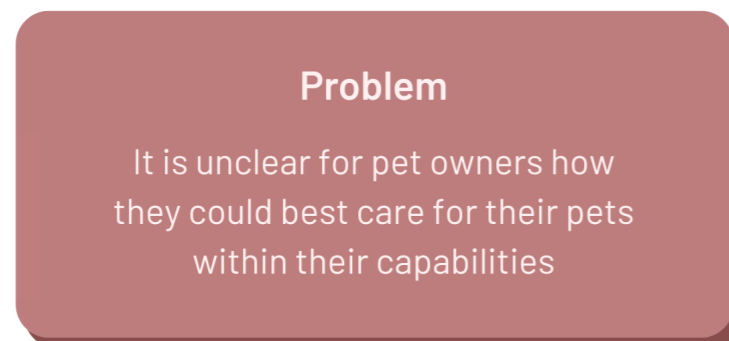 Problem
It is unclear for pet owners how
they could best care for their pets
within their capabilities